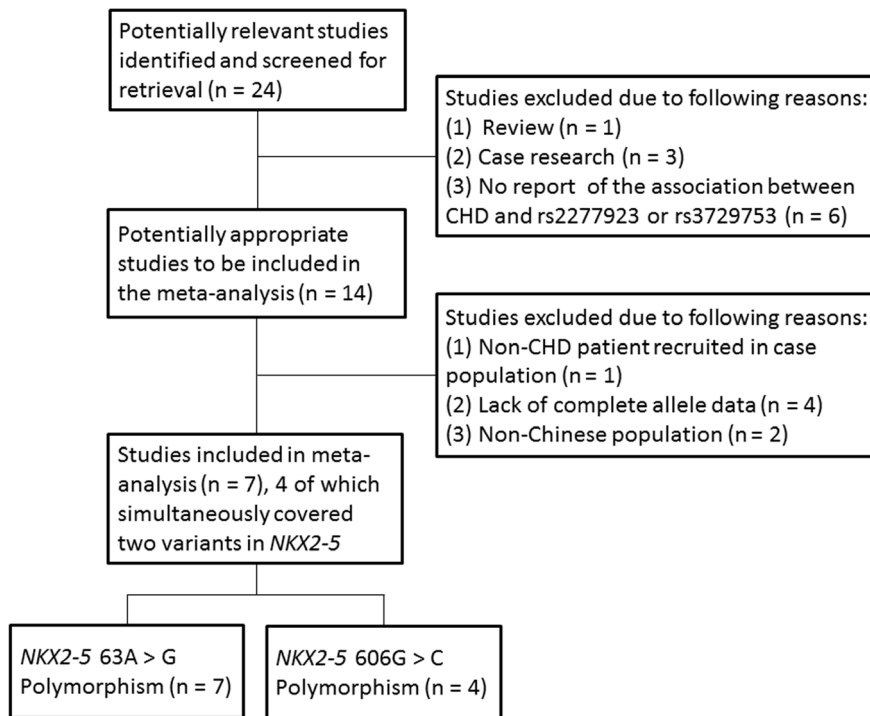 Potentially relevant studies
identified and screened for
retrieval (n = 24)
Studies excluded due to following reasons:
(1) Review (n = 1)
(2) Case research (n = 3)
(3) No report of the association between
CHD and rs2277923 or rs3729753 (n = 6)
Potentially appropriate
studies to be included in
the meta-analysis (n = 14)
Studies excluded due to following reasons:
(1) Non-CHD patient recruited in case
population (n = 1)
(2) Lack of complete allele data (n = 4)
(3) Non-Chinese population (n = 2)
Studies included in meta-
analysis (n = 7), 4 of which
simultaneously covered
two variants in NKX2-5
NKX2-5 63A > G
Polymorphism (n = 7)
NKX2-5 606G > C
Polymorphism (n = 4)